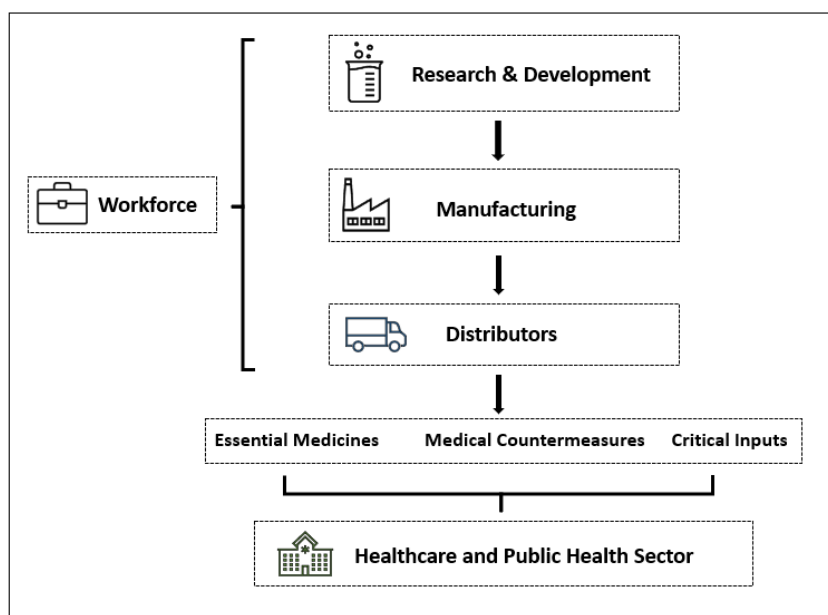 Research & Development
Workforce
Manufacturing
Distributors
Essential Medicines Medical Countermeasures Critical Inputs
Healthcare and Public Health Sector